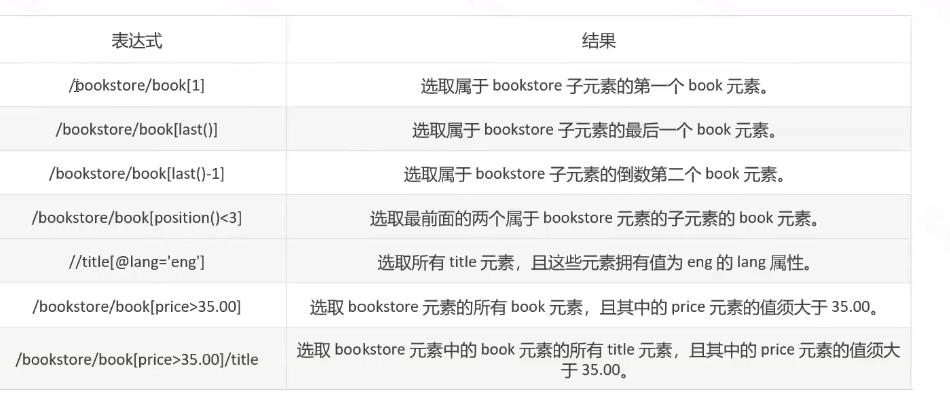 表达式 结果
/bookstore/book[1] 选取属于 bookstore 子元素的第一个 book 元素。
/bookstore/book[last()] 选取属于 bookstore 子元素的最后一个 book 元素。
/bookstore/book[last()-1] 选取属于 bookstore 子元素的倒数第二个 book 元素。
/bookstore/book[position()<3] 选取最前面的两个属于 bookstore 元素的子元素的 book 元素。
//title[@lang='eng'] 选取所有 title 元素，且这些元素拥有值为 eng 的 lang 属性。
/bookstore/book[price>35.00] 选取 bookstore 元素的所有 book 元素，且其中的 price 元素的值须大于 35.00。
/bookstore/book[price>35.00]/title 选取 bookstore 元素中的 book 元素的所有 title 元素，且其中的 price 元素的值须大
于 35.00。